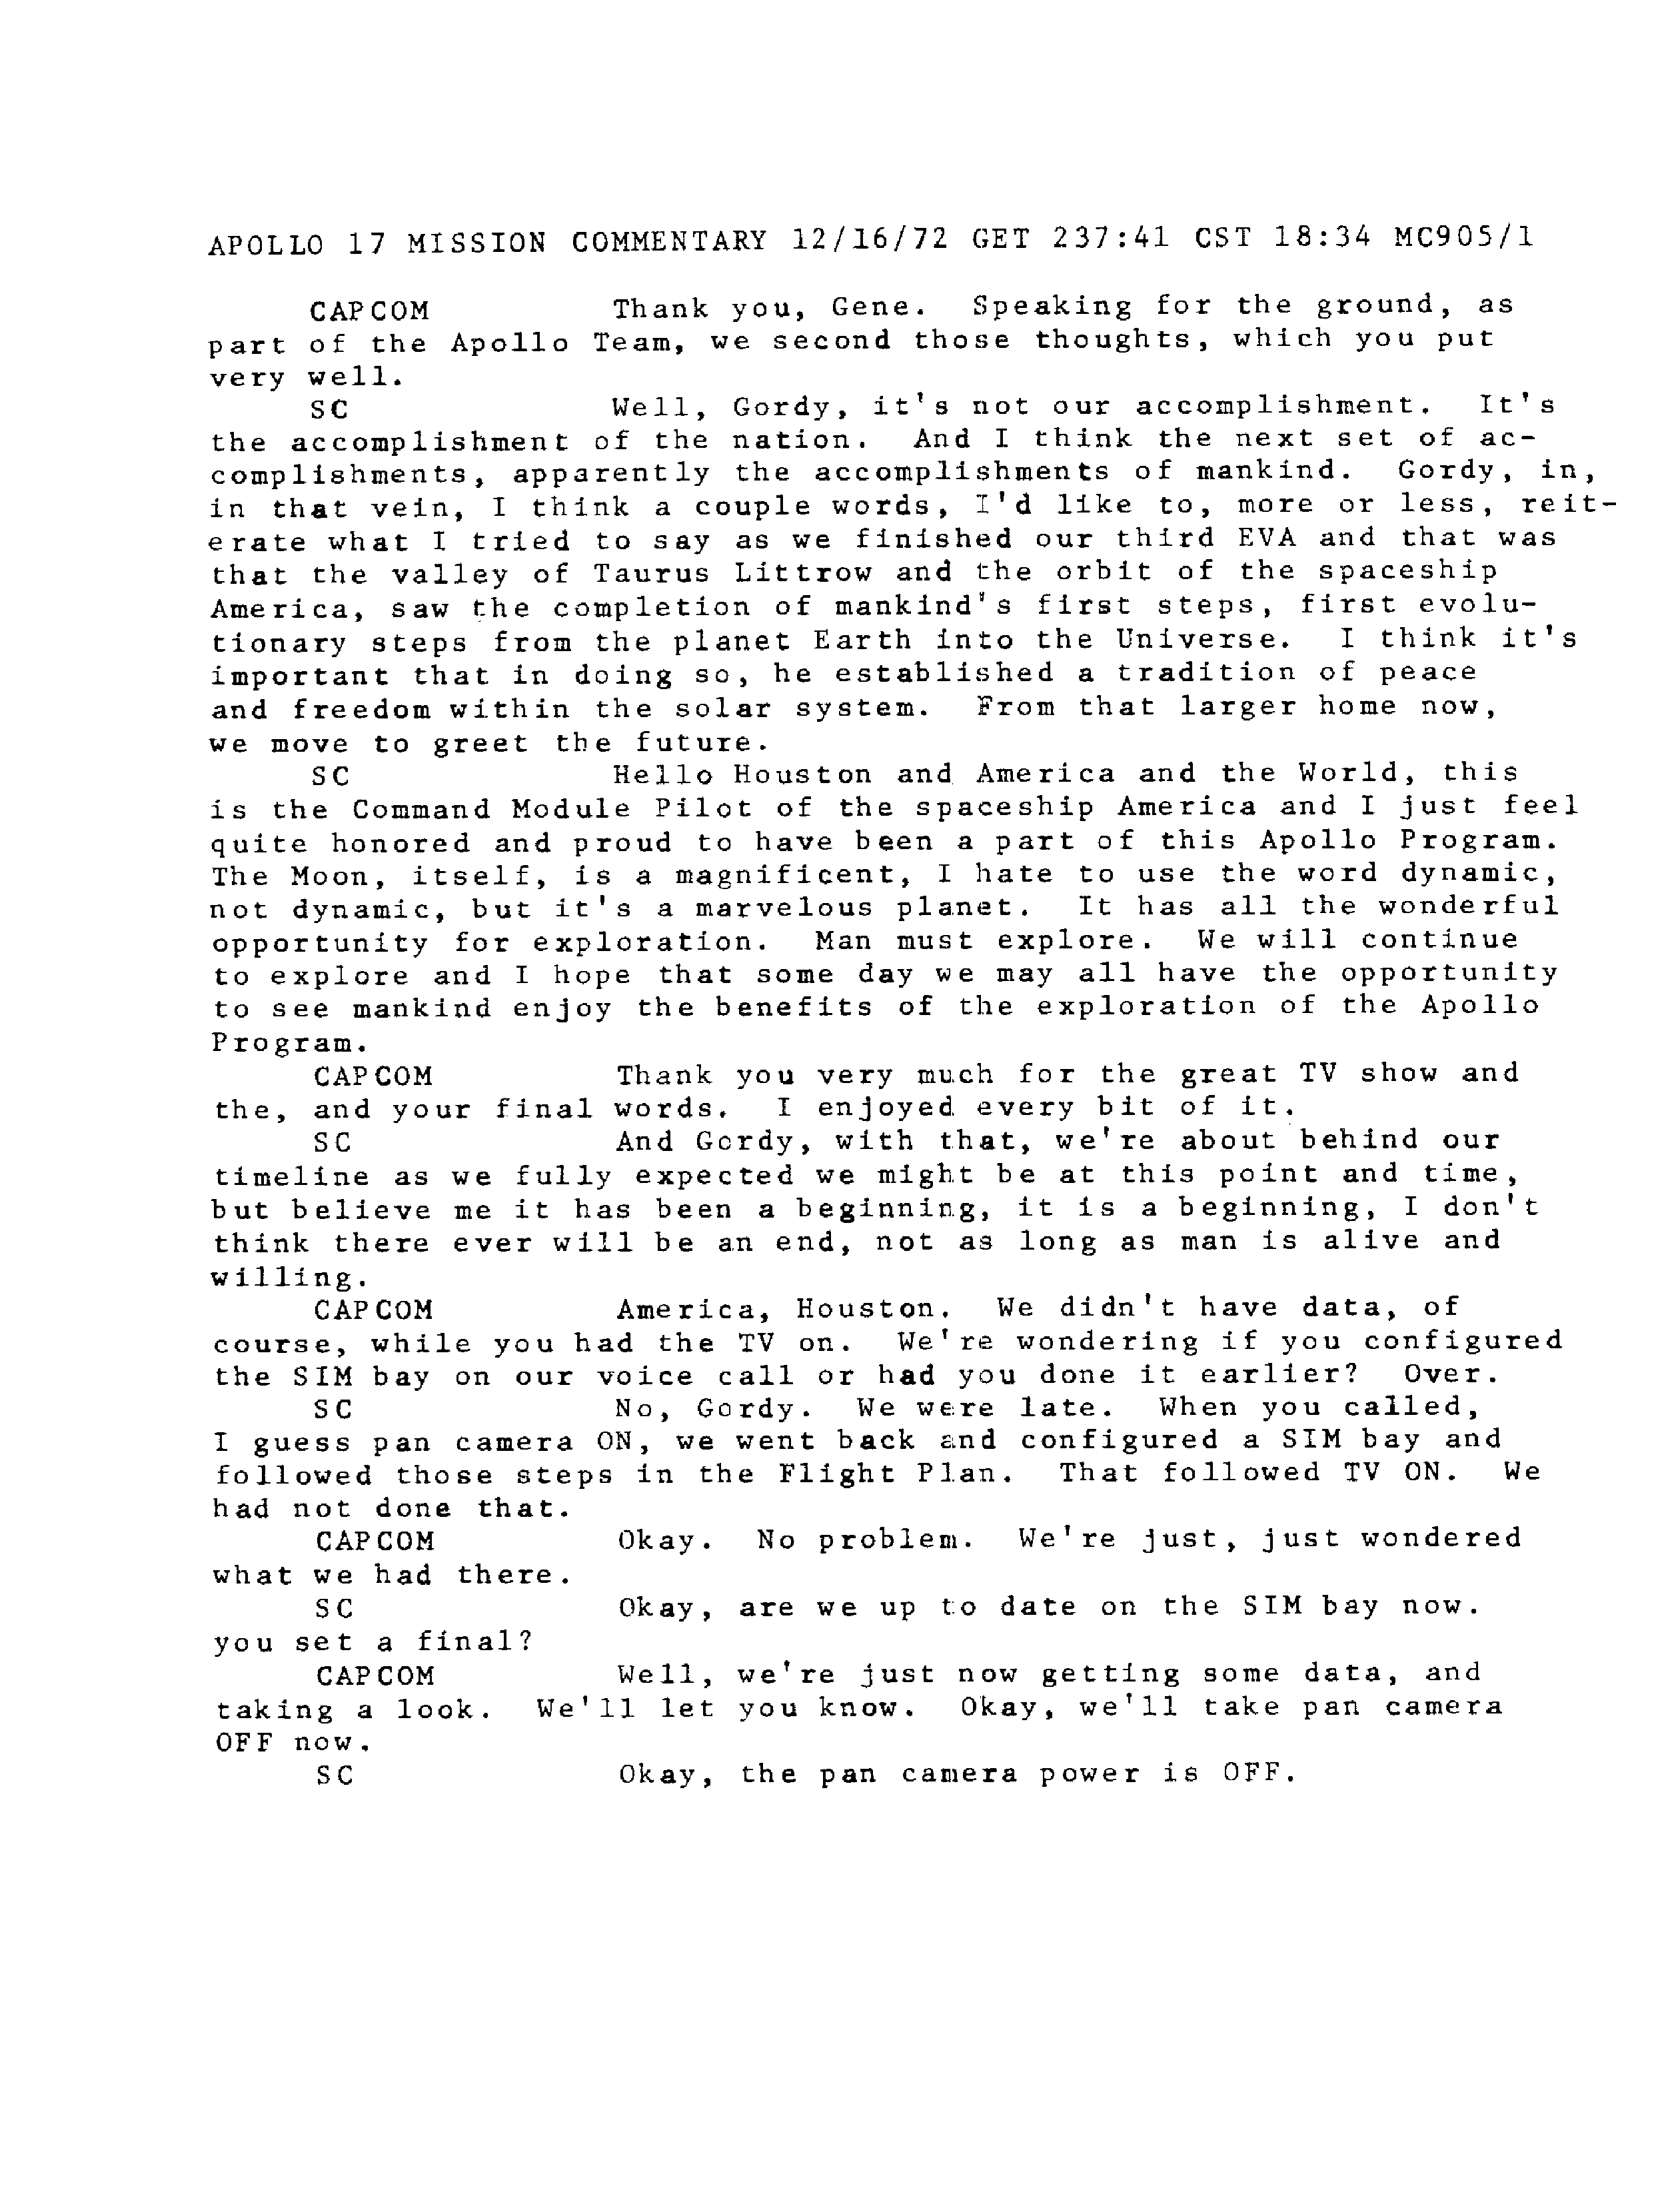 APOLLO 17 MISSION COMMENTARY 12/16/72 GET 237:41 CST 18:34 MC905/1
CAPCOM Thank you, Gene. Speaking for the ground, as
part of the Apollo Team, we second those thoughts, which you put
very well.
SC Well, Gordy, it's not our accomplishment. It's
the accomplishment of the nation. And I think the next set of ac-
complishments, apparently the accomplishments of mankind. Gordy, in,
in that vein, I think a couple words, I'd like to, more or less, reit-
erate what I tried to say as we finished our third EVA and that was
that the valley of Taurus Littrow and the orbit of the spaceship
America, saw the completion of mankind's first steps, first evolu-
tionary steps from the planet Earth into the Universe. I think it's
important that in doing so, he established a tradition of peace
and freedom within the solar system. From that larger home now,
we move to greet the future.
SC Hello Houston and America and the World, this
is the Command Module Pilot of the spaceship America and I just feel
quite honored and proud to have been a part of this Apollo Program.
The Moon, itself, is a magnificent, I hate to use the word dynamic,
not dynamic, but it's a marvelous planet. It has all the wonderful
opportunity for exploration. Man must explore. We will continue
to explore and I hope that some day we may all have the opportunity
to see mankind enjoy the benefits of the exploration of the Apollo
Program.
CAPCOM Thank you very much for the great TV show and
the, and your final words. I enjoyed every bit of it.
SC And Gordy, with that, we're about behind our
timeline as we fully expected we might be at this point and time,
but believe me it has been a beginning, it is a beginning, I don't
think there ever will be an end, not as long as man is alive and
willing.
CAPCOM America, Houston. We didn't have data, of
course, while you had the TV on. We're wondering if you configured
the SIM bay on our voice call or had you done it earlier? Over.
SC No, Gordy. We were late. When you called,
I guess pan camera ON, we went back and configured a SIM bay and
followed those steps in the Flight Plan. That followed TV ON. We
had not done that.
CAPCOM Okay. No problem. We're just, just wondered
what we had there.
SC Okay, are we up to date on the SIM bay now.
you set a final?
CAPCOM Well, we're just now getting some data, and
taking a look. We'll let you know. Okay, we'll take pan camera
OFF now.
SC Okay, the pan camera power is OFF.